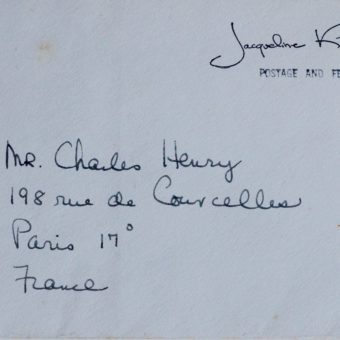 Jacqueline
POSTAGE AND
Mr. Charles Henry
198 rue de Courcelles
Paris 17°
France